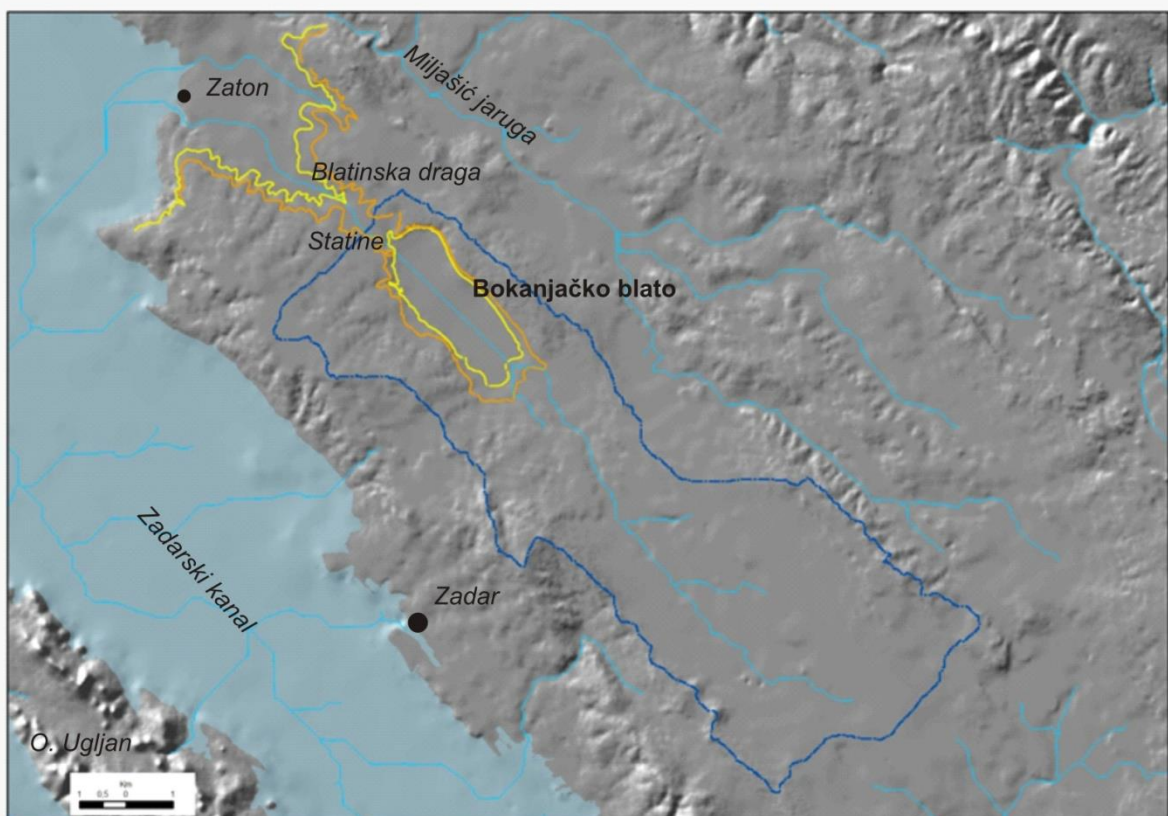 Miljašić jaruga
Zaton
Blatinska draga
Statine
Bokanjačko blato
Zadarski kanal
Zadar
O. Ugljan
Km
1 0,5 0 1